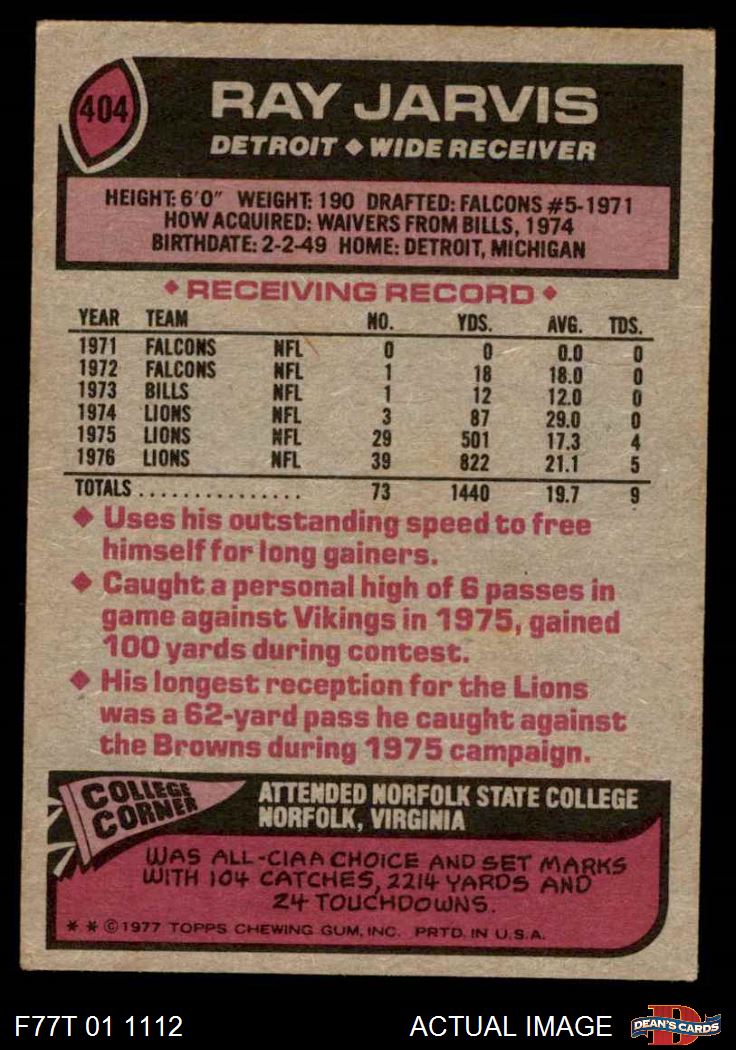 404
RAY JARVIS
DETROIT ◆ WIDE RECEIVER
HEIGHT: 6'0" WEIGHT: 190 DRAFTED: FALCONS #5-1971
HOW ACQUIRED: WAIVERS FROM BILLS, 1974
BIRTHDATE: 2-2-49 HOME: DETROIT, MICHIGAN
◆ RECEIVING RECORD ◆
YEAR TEAM NO. YDS. AVG. TDS.
1971 FALCONS NFL 0 0 0.0 0
1972 FALCONS NFL 1 18 18.0 0
1973 BILLS NFL 1 12 12.0 0
1974 LIONS NFL 3 87 29.0 0
1975 LIONS NFL 29 501 17.3 4
1976 LIONS NFL 39 822 21.1 5
TOTALS................ 73 1440 19.7 9
◆ Uses his outstanding speed to free
himself for long gainers.
◆ Caught a personal high of 6 passes in
game against Vikings in 1975, gained
100 yards during contest.
◆ His longest reception for the Lions
was a 62-yard pass he caught against
the Browns during 1975 campaign.
COLLEGE
CORNER
ATTENDED NORFOLK STATE COLLEGE
NORFOLK, VIRGINIA
WAS ALL-CIAA CHOICE AND SET MARKS
WITH 104 CATCHES, 2214 YARDS AND
24 TOUCHDOWNS.
* * © 1977 TOPPS CHEWING GUM, INC. PRTD. IN U.S.A.
F77T 01 1112 ACTUAL IMAGE
DEAN'S CARDS